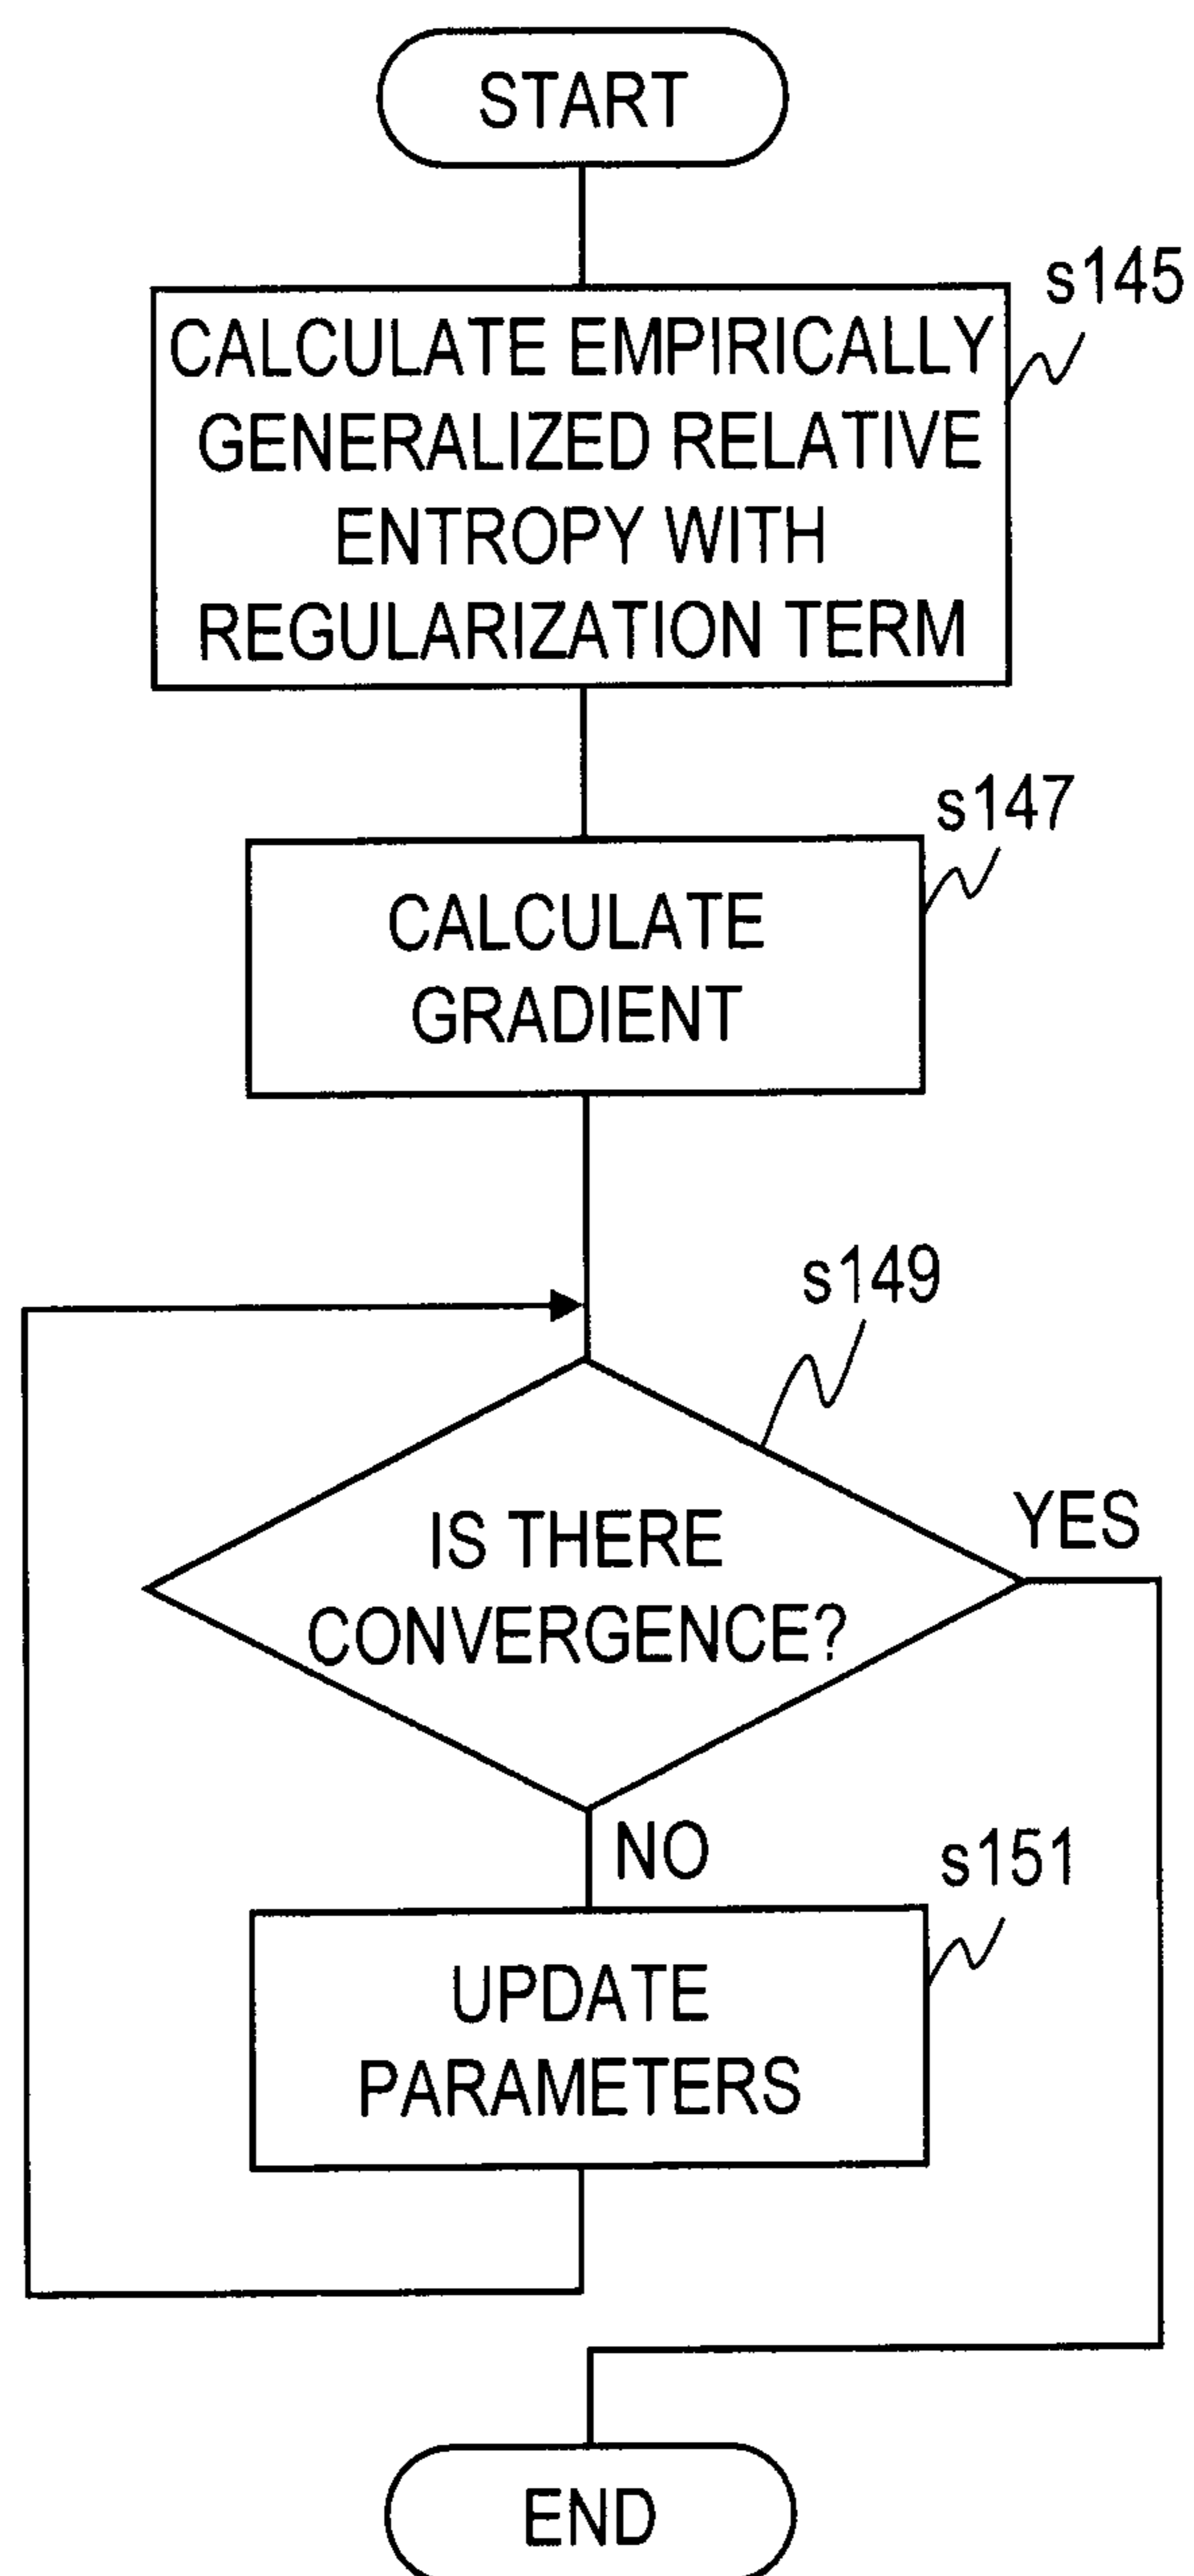 START
s145
CALCULATE EMPIRICALLY
GENERALIZED RELATIVE
ENTROPY WITH
REGULARIZATION TERM
s147
CALCULATE
GRADIENT
s149
IS THERE
CONVERGENCE?
YES
NO
s151
UPDATE
PARAMETERS
END